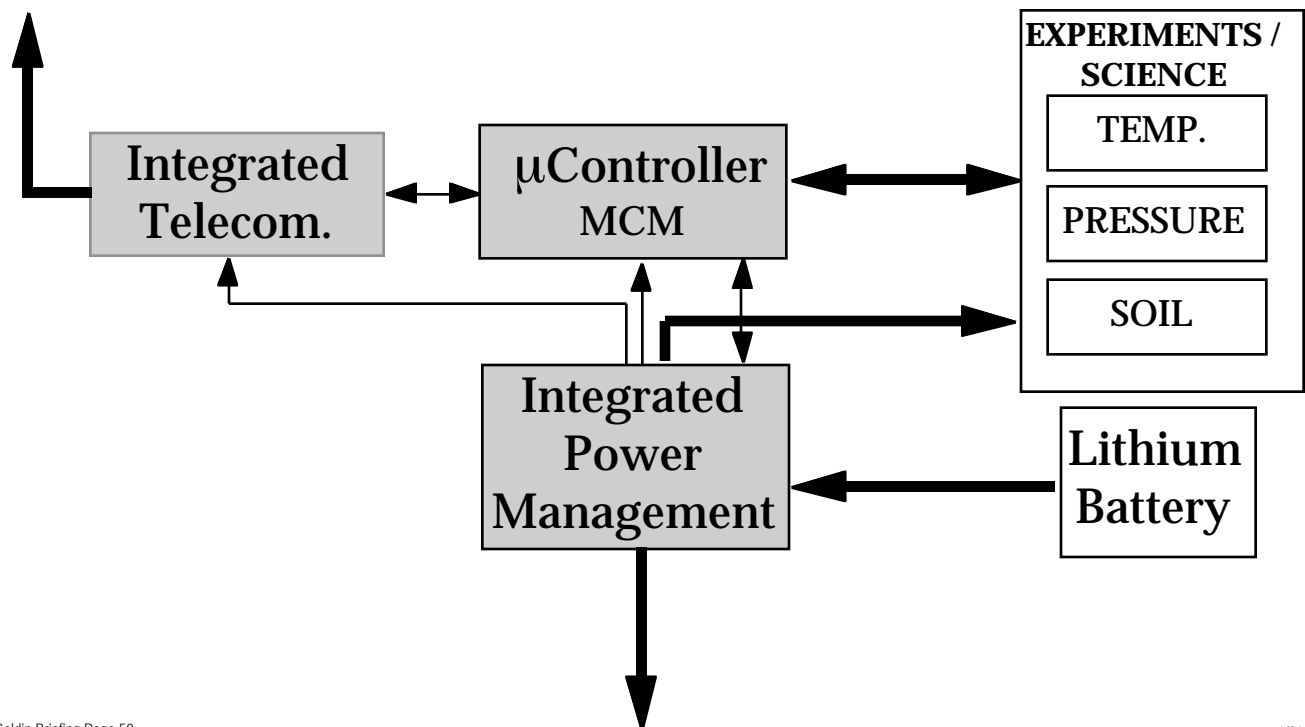 EXPERIMENTS /
SCIENCE
TEMP.
PRESSURE
SOIL
Integrated
Telecom.
µController
MCM
Integrated
Power
Management
Lithium
Battery